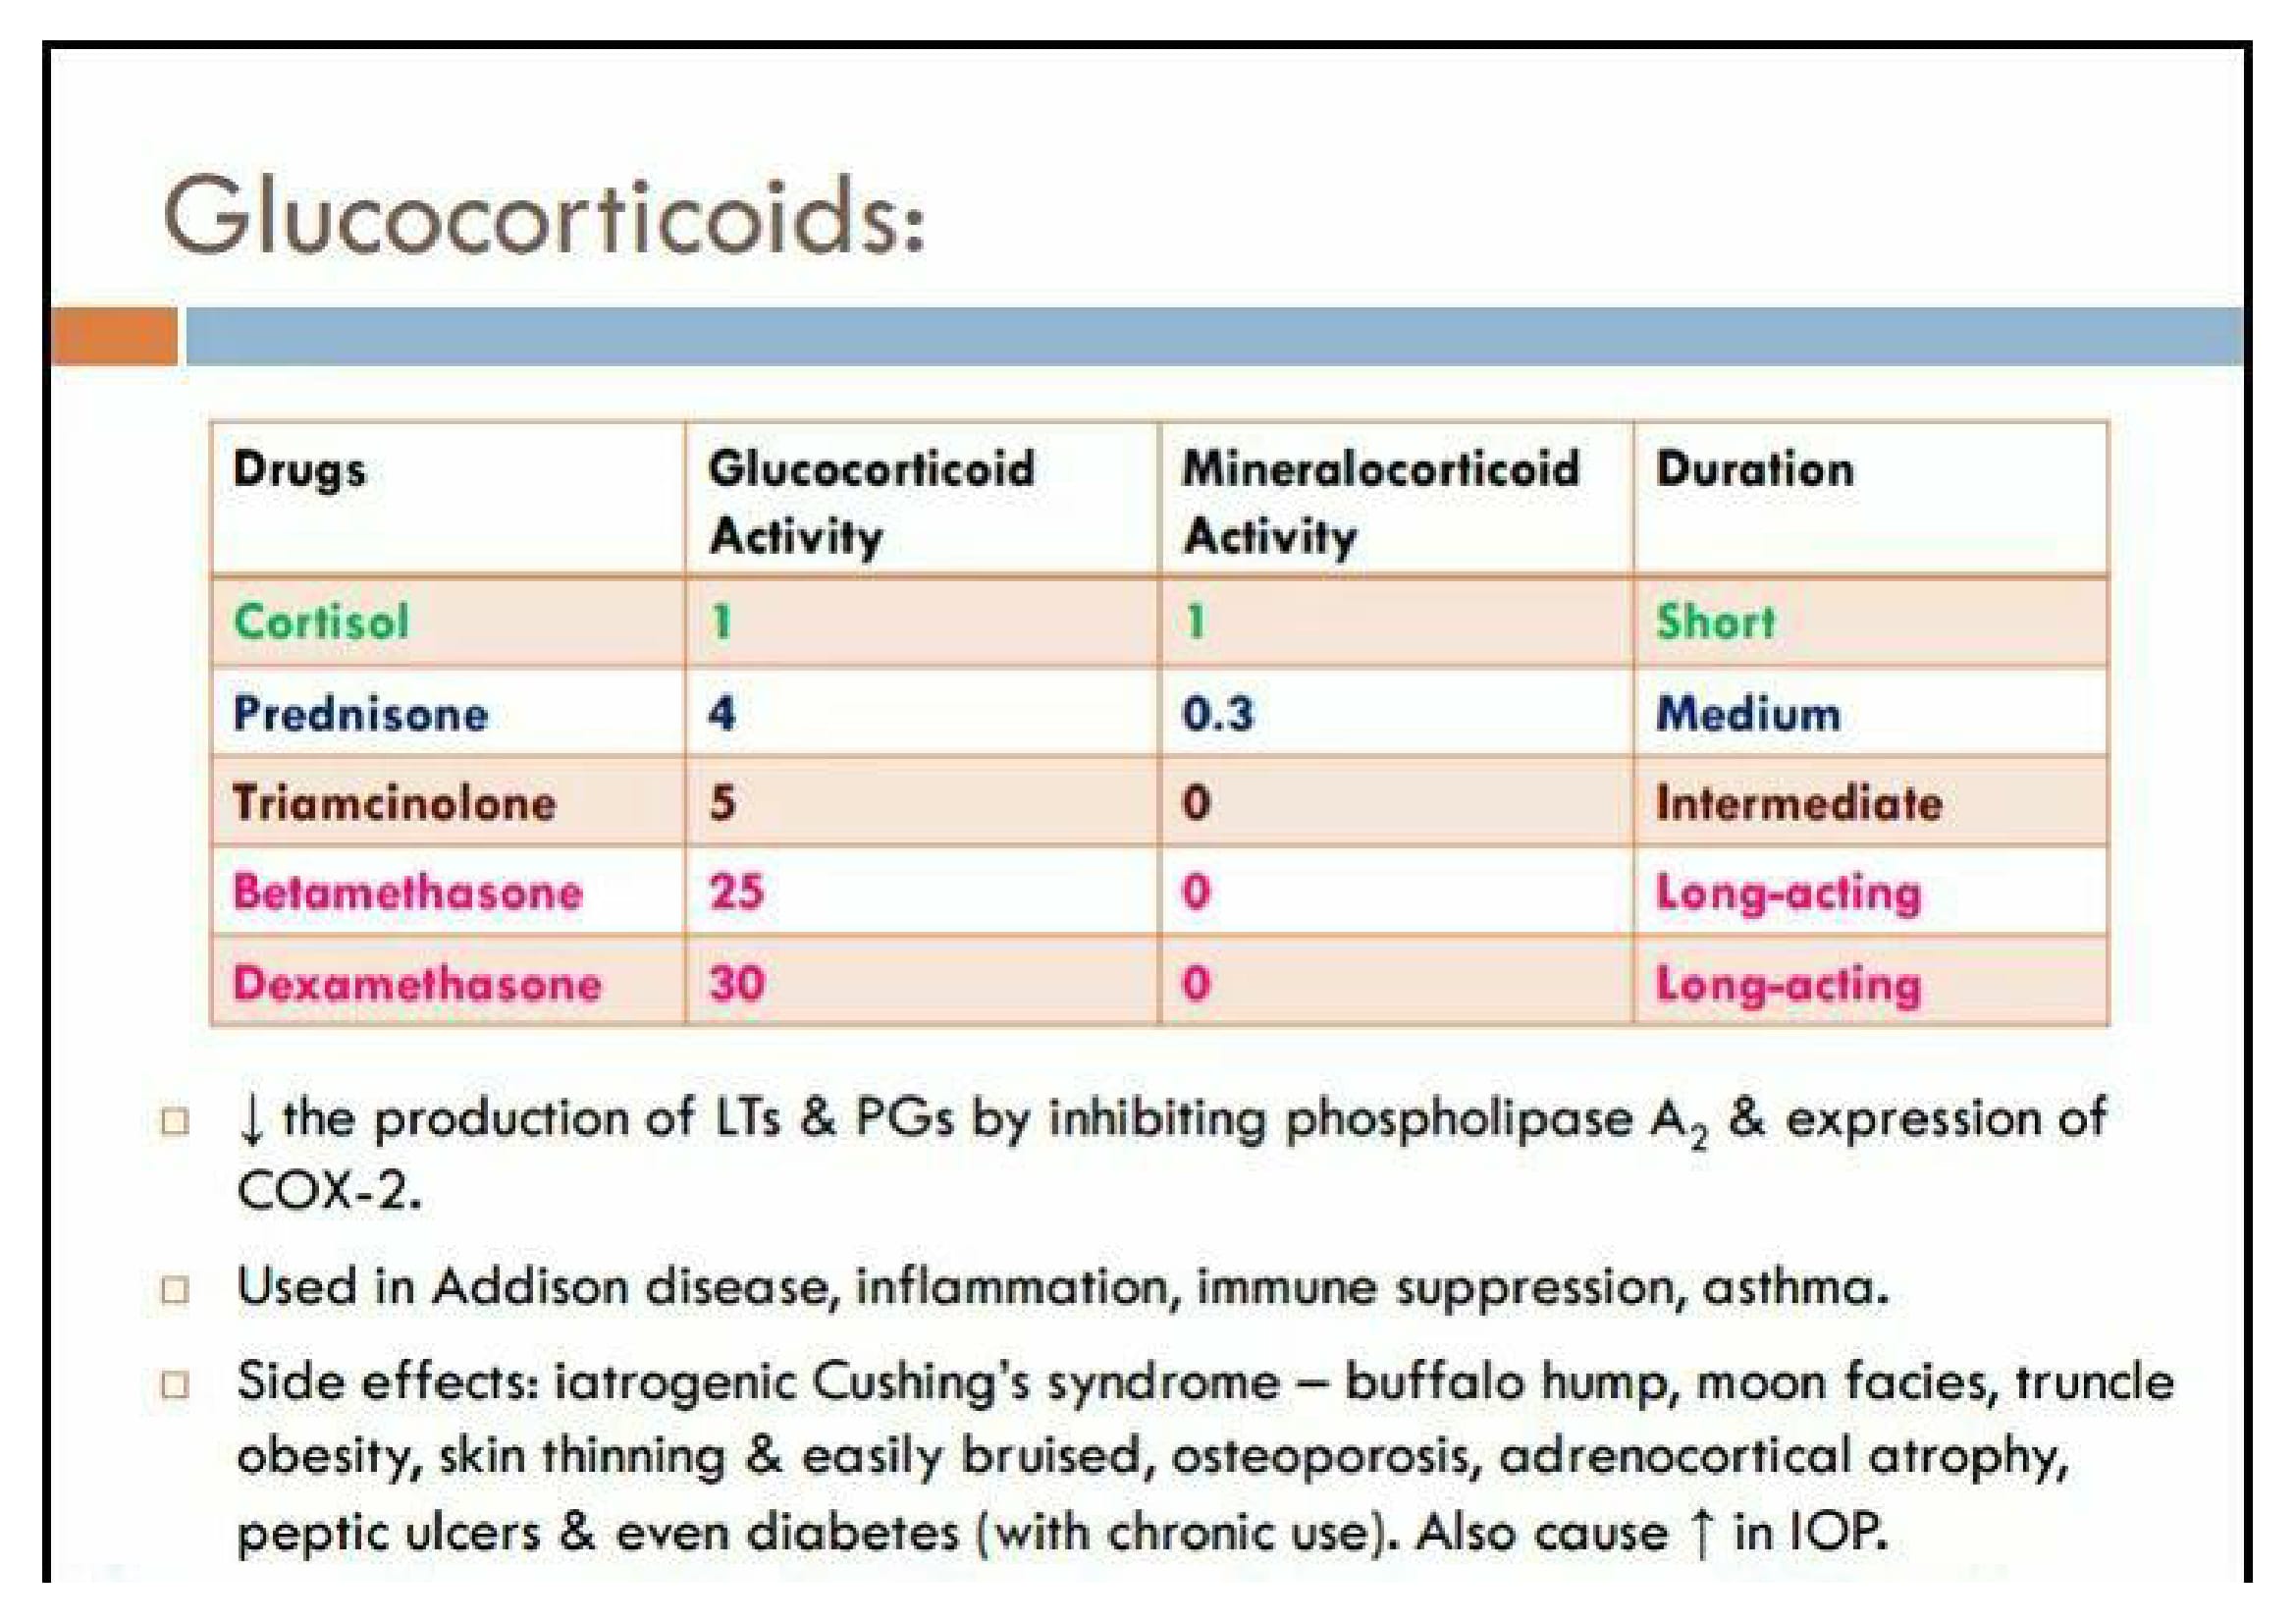 Glucocorticoids:
Drugs Glucocorticoid Activity Mineralocorticoid Activity Duration
Cortisol 1 1 Short
Prednisone 4 0.3 Medium
Triamcinolone 5 0 Intermediate
Betamethasone 25 0 Long-acting
Dexamethasone 30 0 Long-acting
↓ the production of LTs & PGs by inhibiting phospholipase A₂ & expression of
COX-2.
Used in Addison disease, inflammation, immune suppression, asthma.
Side effects: iatrogenic Cushing's syndrome – buffalo hump, moon facies, truncle
obesity, skin thinning & easily bruised, osteoporosis, adrenocortical atrophy,
peptic ulcers & even diabetes (with chronic use). Also cause ↑ in IOP.